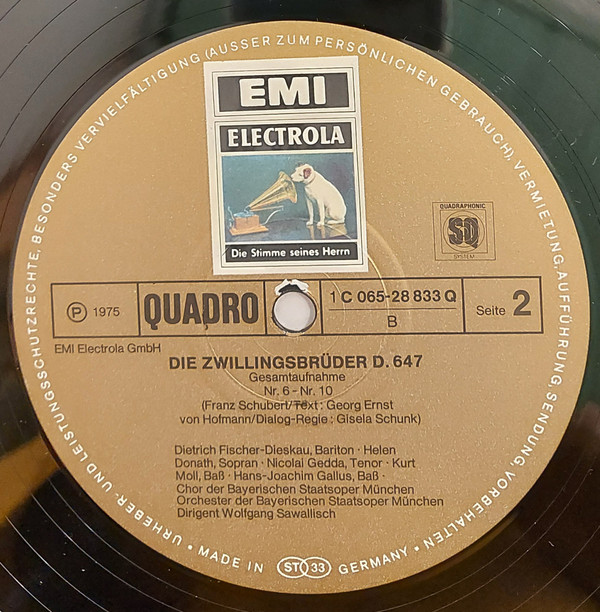 URHEBER- UND LEISTUNGSSCHUTZRECHTE, BESONDERS VERVIELFÄLTIGUNG (AUSSER ZUM PERSÖNLICHEN GEBRAUCH), VERMIETUNG, AUFFÜHRUNG, SENDUNG, VORBEHALTEN
EMI
ELECTROLA
Die Stimme seines Herrn
QUADRAPHONIC
SQ
SYSTEM
Ⓟ 1975
QUADRO
1 C 065-28 833 Q
B
Seite 2
EMI Electrola GmbH
DIE ZWILLINGSBRÜDER D. 647
Gesamtaufnahme
Nr. 6 - Nr. 10
(Franz Schubert/Text: Georg Ernst
von Hofmann/Dialog-Regie: Gisela Schunk)
Dietrich Fischer-Dieskau, Bariton · Helen
Donath, Sopran · Nicolai Gedda, Tenor · Kurt
Moll, Baß · Hans-Joachim Gallus, Baß ·
Chor der Bayerischen Staatsoper München
Orchester der Bayerischen Staatsoper München
Dirigent Wolfgang Sawallisch
• MADE IN ST 33 GERMANY •